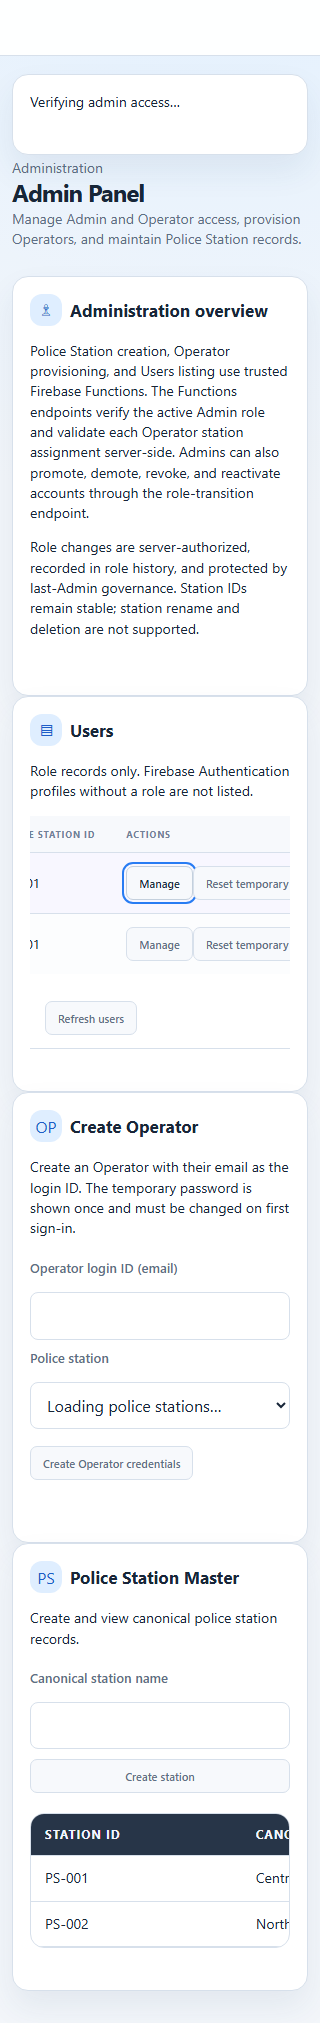 Verifying admin access...
Administration
Admin Panel
Manage Admin and Operator access, provision
Operators, and maintain Police Station records.
Administration overview
Police Station creation, Operator
provisioning, and Users listing use trusted
Firebase Functions. The Functions
endpoints verify the active Admin role
and validate each Operator station
assignment server-side. Admins can also
promote, demote, revoke, and reactivate
accounts through the role-transition
endpoint.
Role changes are server-authorized,
recorded in role history, and protected by
last-Admin governance. Station IDs
remain stable; station rename and
deletion are not supported.
Users
Role records only. Firebase Authentication
profiles without a role are not listed.
E STATION ID ACTIONS
01 Manage Reset temporary
01 Manage Reset temporary
Refresh users
OP Create Operator
Create an Operator with their email as the
login ID. The temporary password is
shown once and must be changed on first
sign-in.
Operator login ID (email)
Police station
Loading police stations...
Create Operator credentials
PS Police Station Master
Create and view canonical police station
records.
Canonical station name
Create station
STATION ID CANO
PS-001 Centr
PS-002 North